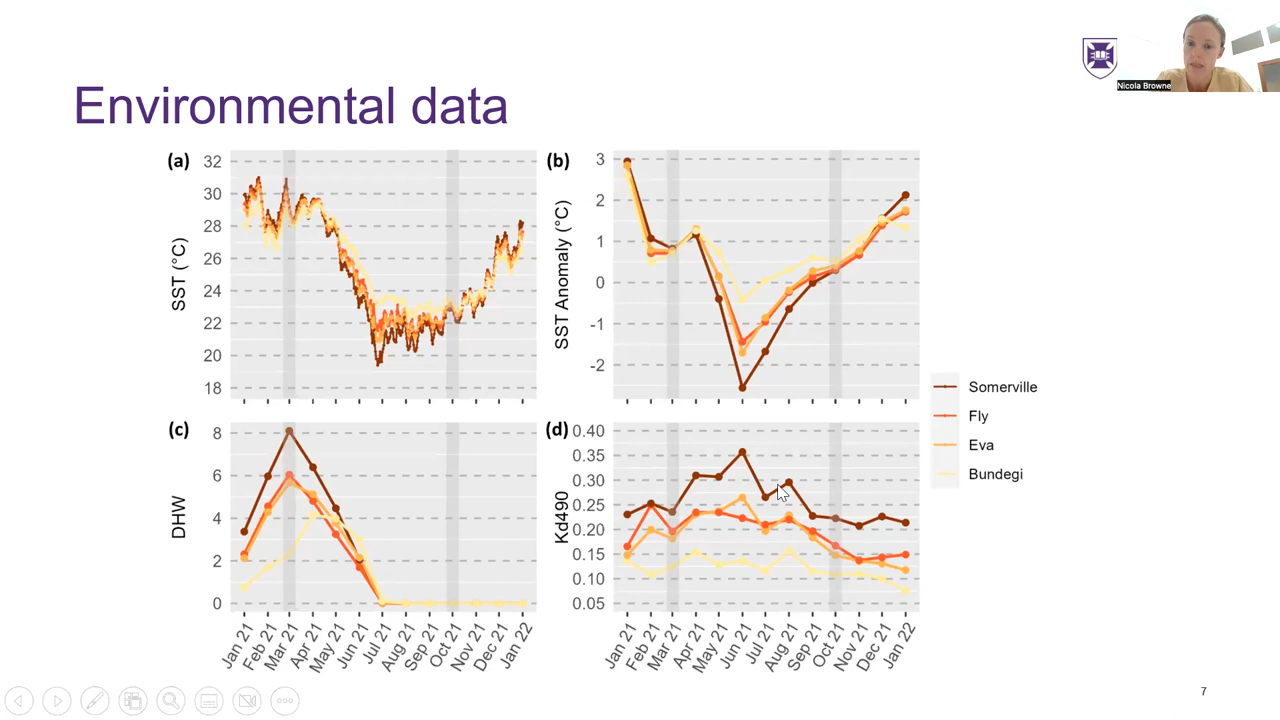 Nicola Browne
Environmental data
(a)
32
30
28
26
24
22
20
18
SST (°C)
(b)
3
2
1
0
-1
-2
SST Anomaly (°C)
Somerville
Fly
Eva
Bundegi
(c)
8
6
4
2
0
DHW
Jan 21
Feb 21
Mar 21
Apr 21
May 21
Jun 21
Jul 21
Aug 21
Sep 21
Oct 21
Nov 21
Dec 21
Jan 22
(d)
0.40
0.35
0.30
0.25
0.20
0.15
0.10
0.05
Kd490
Jan 21
Feb 21
Mar 21
Apr 21
May 21
Jun 21
Jul 21
Aug 21
Sep 21
Oct 21
Nov 21
Dec 21
Jan 22
7